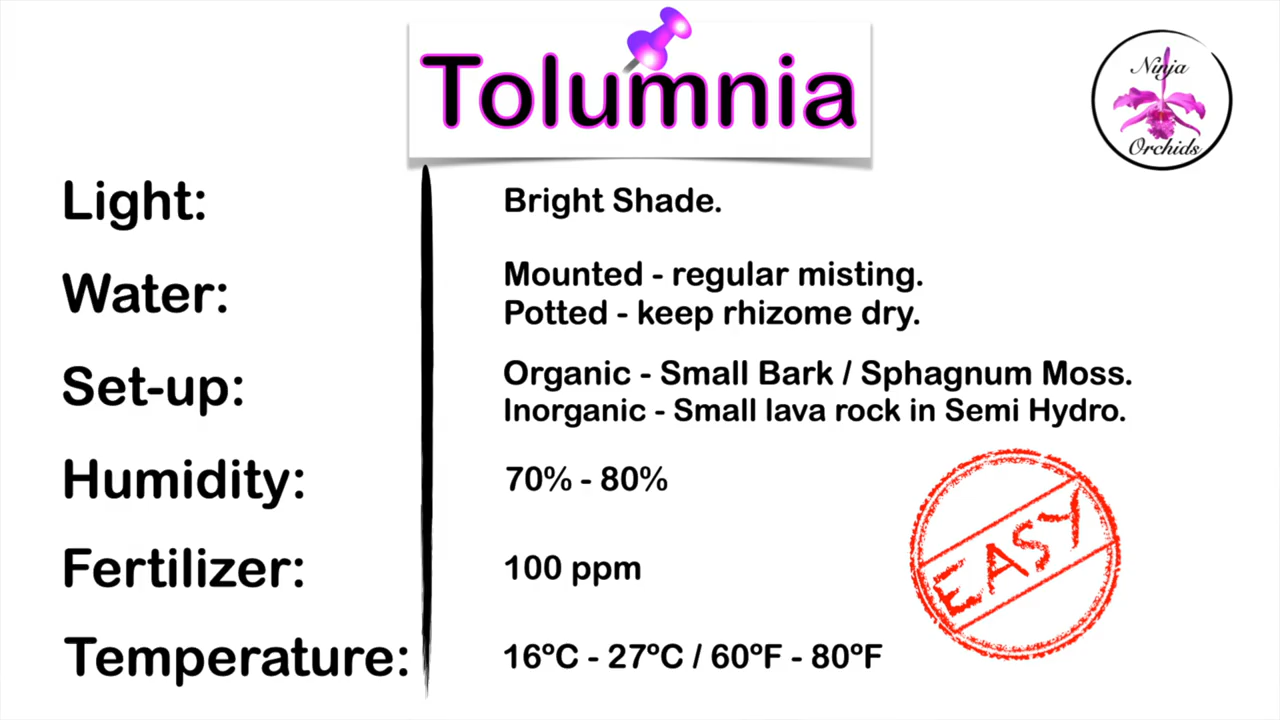 Tolumnia
Ninja
Orchids
Light:
Bright Shade.
Water:
Mounted - regular misting.
Potted - keep rhizome dry.
Set-up:
Organic - Small Bark / Sphagnum Moss.
Inorganic - Small lava rock in Semi Hydro.
Humidity:
70% - 80%
EASY
Fertilizer:
100 ppm
Temperature:
16ºC - 27ºC / 60ºF - 80ºF